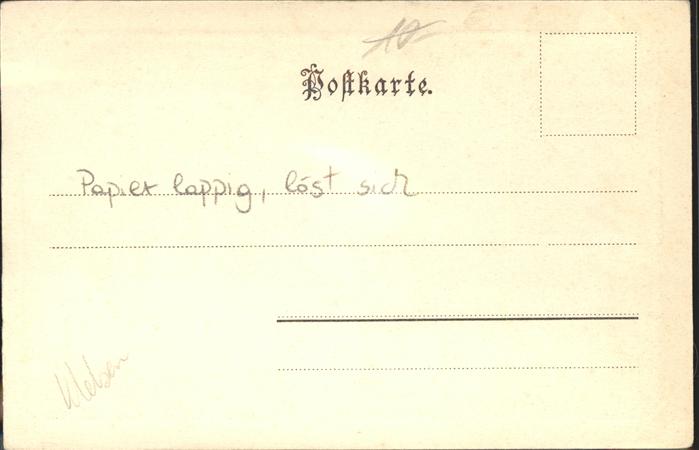 10-
Postkarte.
Papier lappig, löst sich